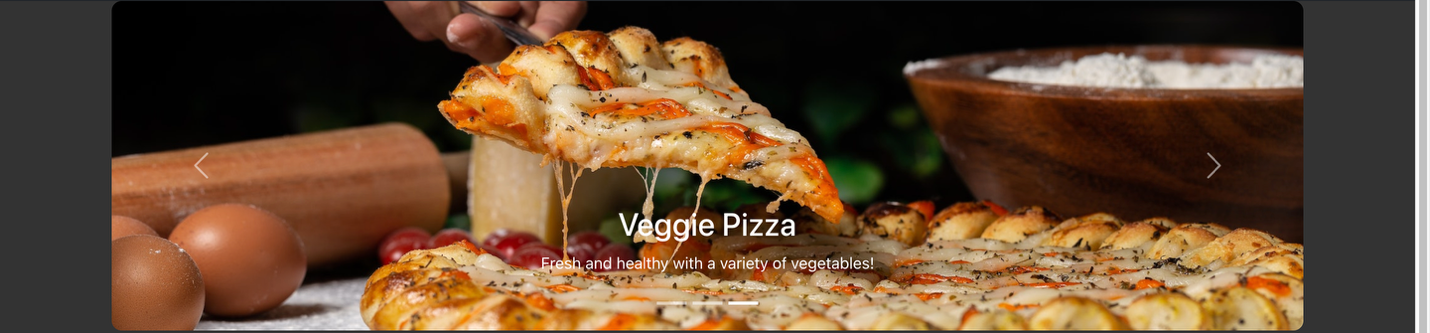 Veggie Pizza
Fresh and healthy with a variety of vegetables!